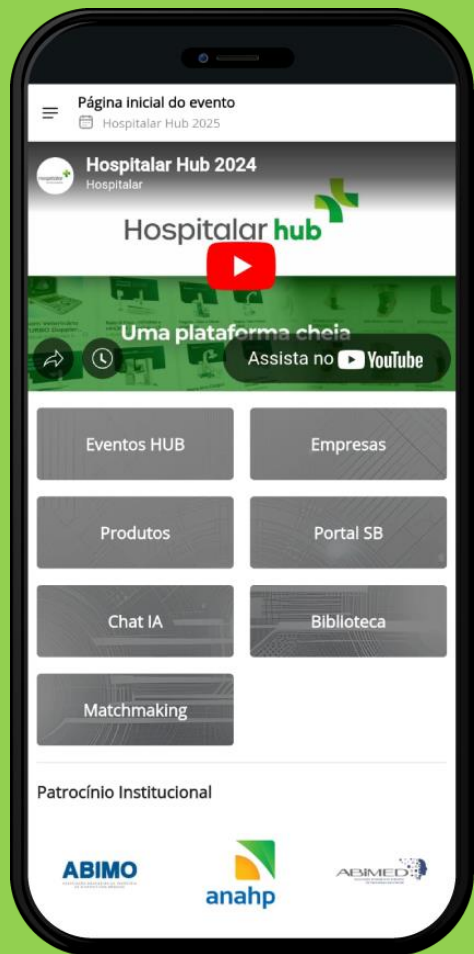 Página inicial do evento
Hospitalar Hub 2025
Hospitalar Hub 2024
Hospitalar
Hospitalar hub
Uma plataforma cheia
Assista no YouTube
Eventos HUB
Empresas
Produtos
Portal SB
Chat IA
Biblioteca
Matchmaking
Patrocínio Institucional
ABIMO
anahp
ABIMED